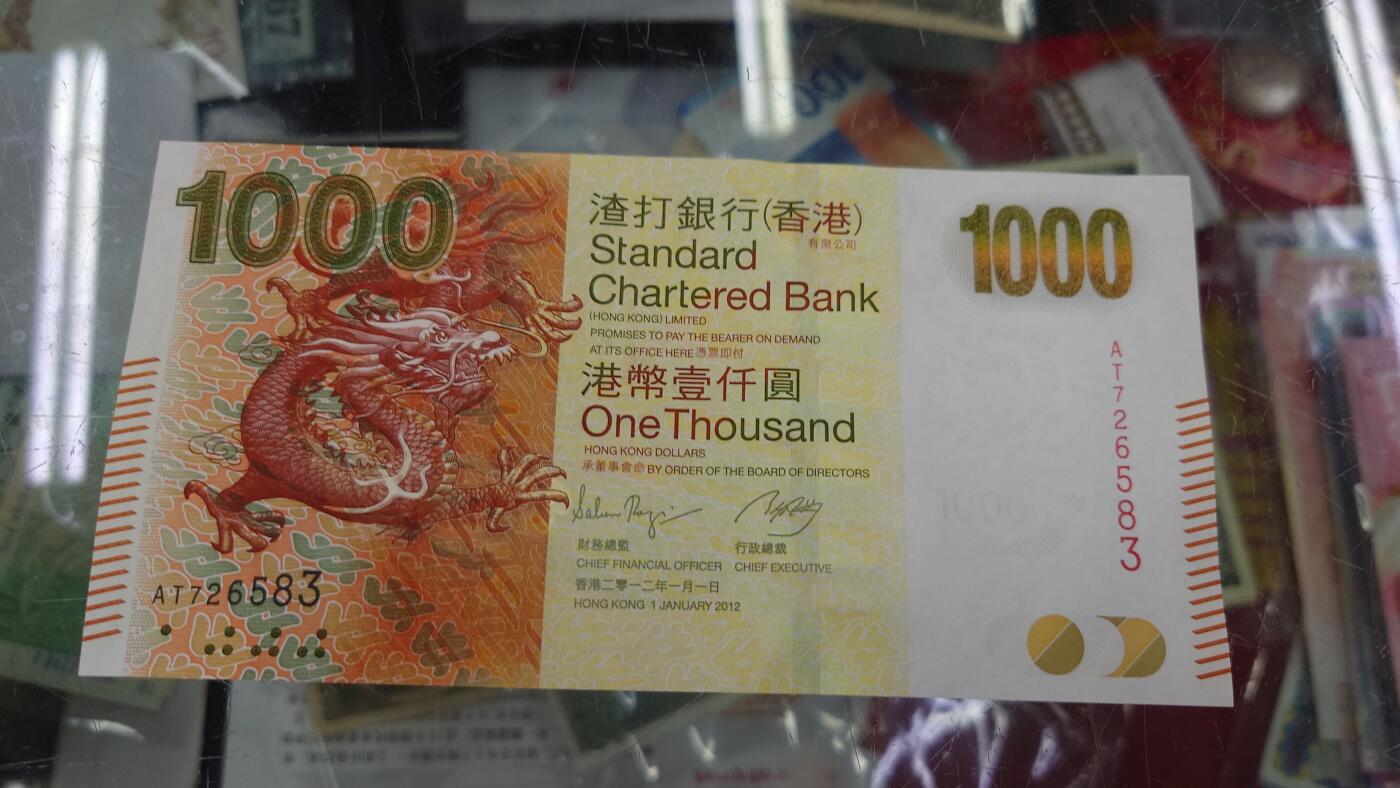 1000
渣打銀行(香港)
有限公司
Standard
Chartered Bank
(HONG KONG) LIMITED
PROMISES TO PAY THE BEARER ON DEMAND
AT ITS OFFICE HERE 憑票即付
港幣壹仟圓
One Thousand
HONG KONG DOLLARS
承董事會命 BY ORDER OF THE BOARD OF DIRECTORS
財務總監 行政總裁
CHIEF FINANCIAL OFFICER CHIEF EXECUTIVE
香港二零一二年一月一日
HONG KONG 1 JANUARY 2012
AT726583
1000
AT726583
100